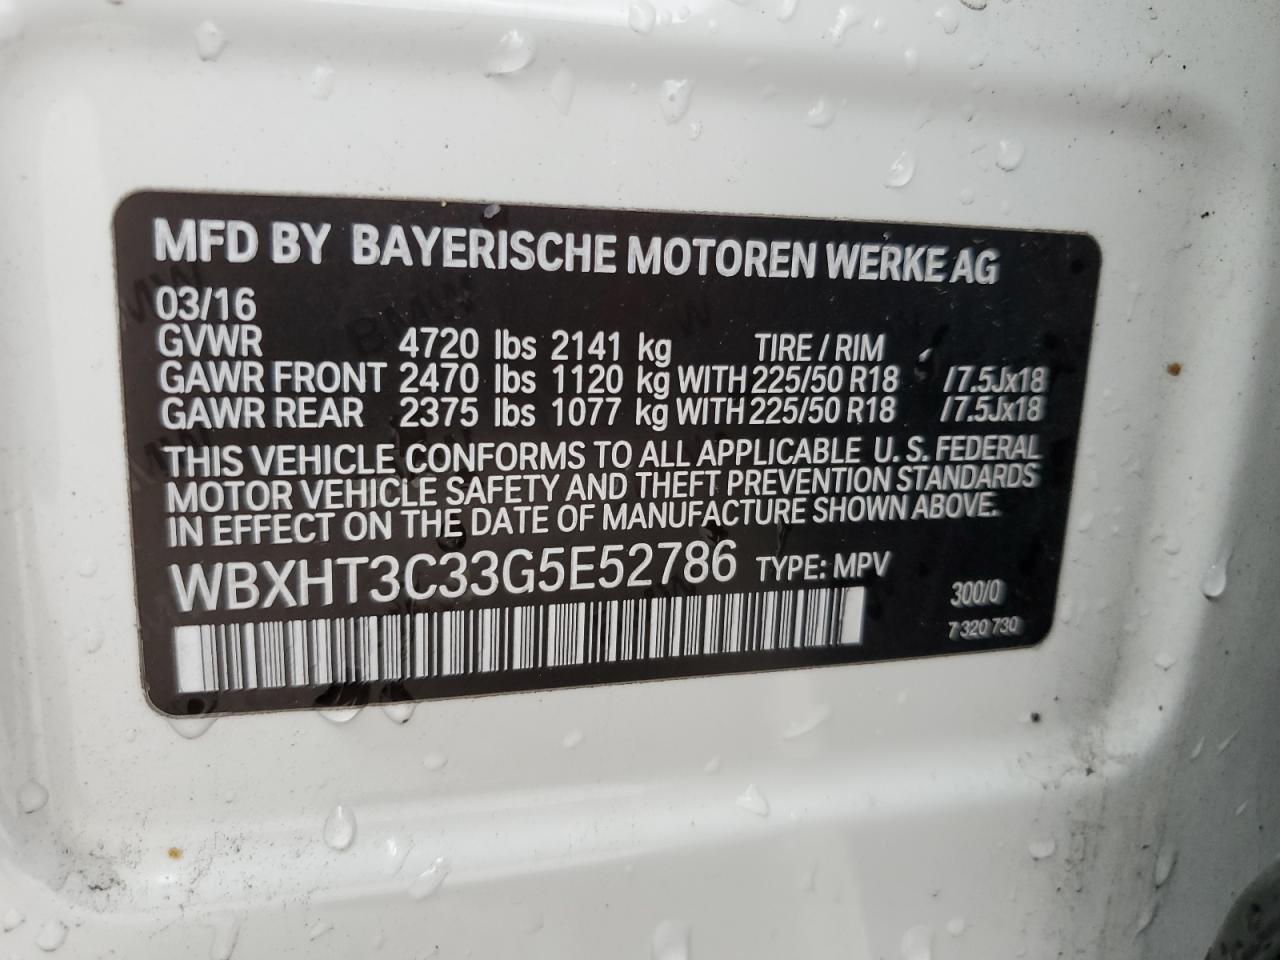 MFD BY BAYERISCHE MOTOREN WERKE AG
03/16
GVWR 4720 lbs 2141 kg TIRE / RIM
GAWR FRONT 2470 lbs 1120 kg WITH 225/50 R18 / 7.5Jx18
GAWR REAR 2375 lbs 1077 kg WITH 225/50 R18 / 7.5Jx18
THIS VEHICLE CONFORMS TO ALL APPLICABLE U.S. FEDERAL
MOTOR VEHICLE SAFETY AND THEFT PREVENTION STANDARDS
IN EFFECT ON THE DATE OF MANUFACTURE SHOWN ABOVE.
WBXHT3C33G5E52786 TYPE: MPV
300/0
7 320 730